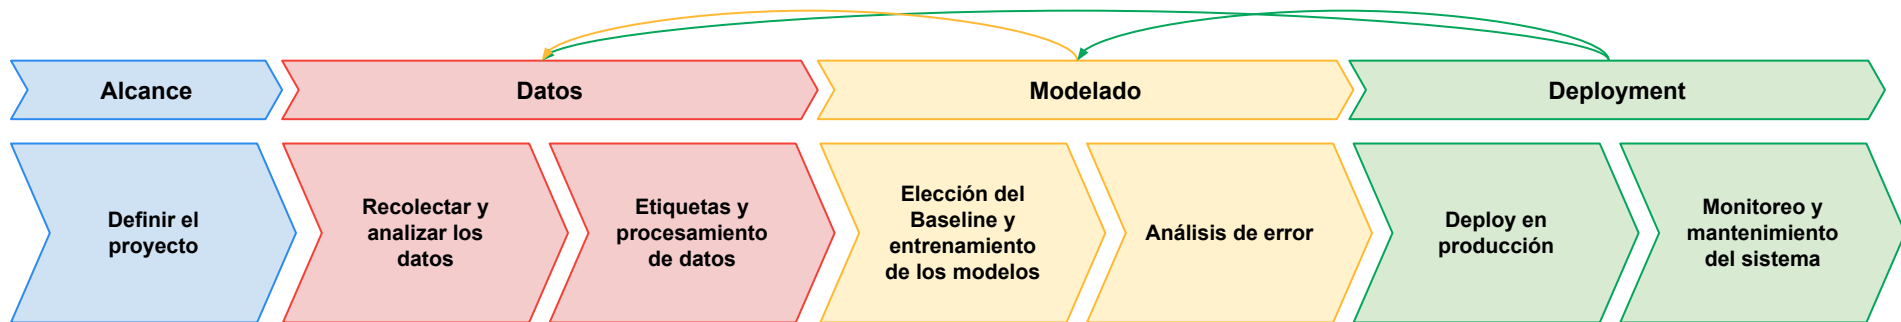 Alcance
Datos
Modelado
Deployment
Definir el
proyecto
Recolectar y
analizar los
datos
Etiquetas y
procesamiento
de datos
Elección del
Baseline y
entrenamiento
de los modelos
Análisis de error
Deploy en
producción
Monitoreo y
mantenimiento
del sistema